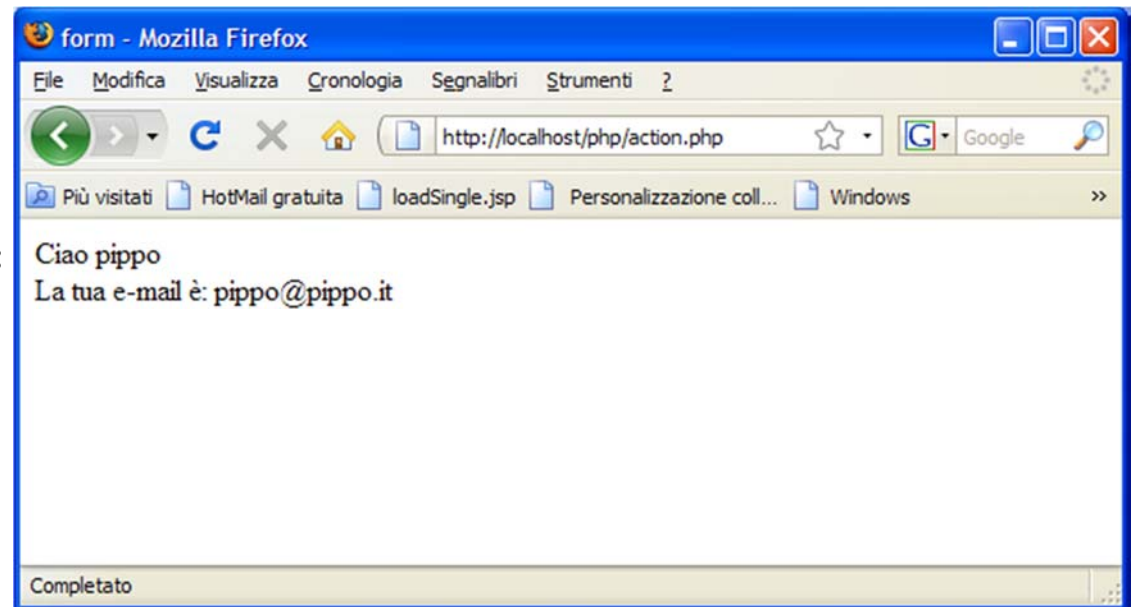 form - Mozilla Firefox
File Modifica Visualizza Cronologia Segnalibri Strumenti ?
http://localhost/php/action.php G Google
Più visitati HotMail gratuita loadSingle.jsp Personalizzazione coll... Windows »
Ciao pippo
La tua e-mail è: pippo@pippo.it
Completato